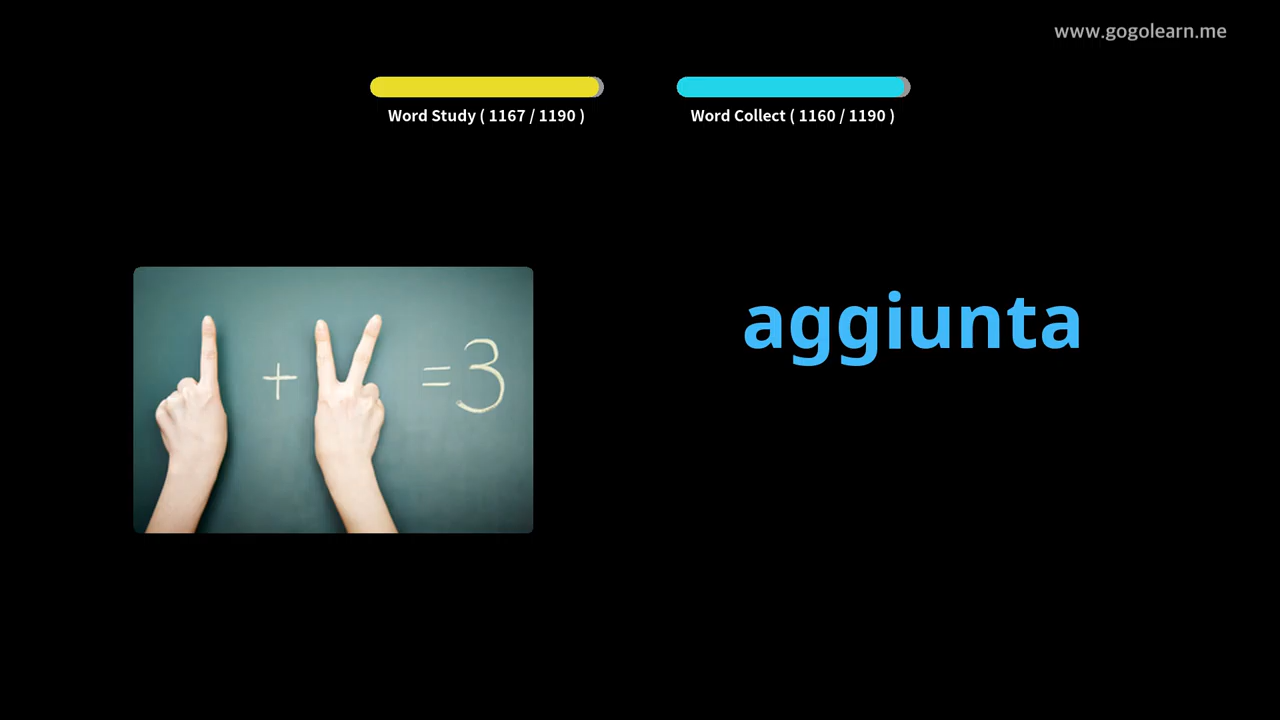 www.gogolearn.me
Word Study ( 1167 / 1190 )
Word Collect ( 1160 / 1190 )
+ = 3
aggiunta